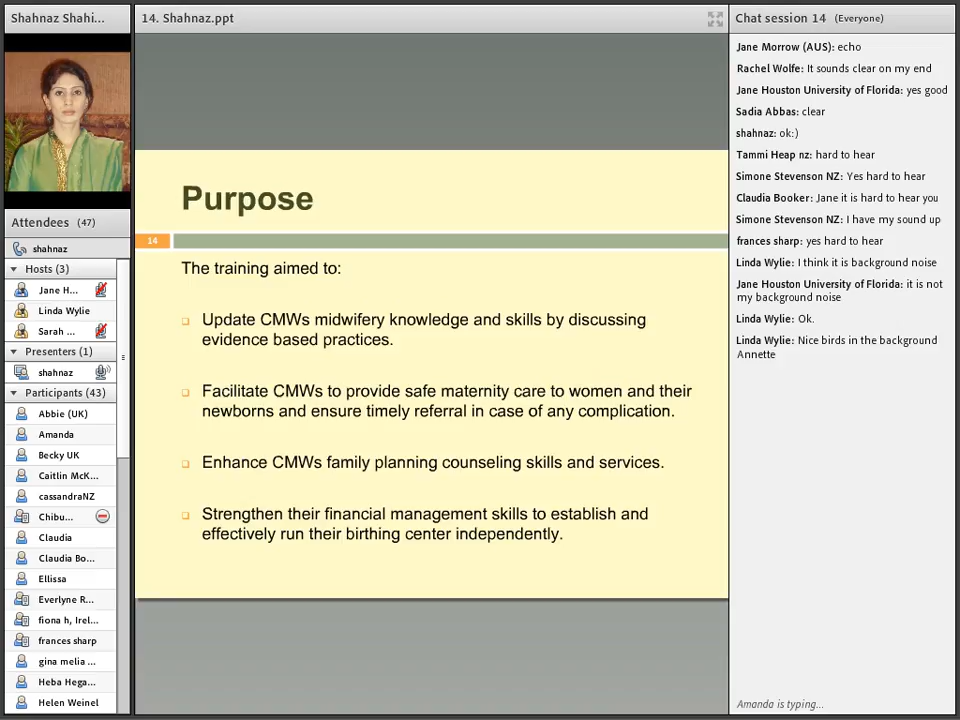 Shahnaz Shahi...
Attendees (47)
shahnaz
Hosts (3)
Jane H...
Linda Wylie
Sarah ...
Presenters (1)
shahnaz
Participants (43)
Abbie (UK)
Amanda
Becky UK
Caitlin McK...
cassandraNZ
Chibu...
Claudia
Claudia Bo...
Ellissa
Everlyne R...
fiona h, Irel...
frances sharp
gina melia ...
Heba Hega...
Helen Weinel
14. Shahnaz.ppt
Purpose
14
The training aimed to:
Update CMWs midwifery knowledge and skills by discussing
evidence based practices.
Facilitate CMWs to provide safe maternity care to women and their
newborns and ensure timely referral in case of any complication.
Enhance CMWs family planning counseling skills and services.
Strengthen their financial management skills to establish and
effectively run their birthing center independently.
Chat session 14 (Everyone)
Jane Morrow (AUS): echo
Rachel Wolfe: It sounds clear on my end
Jane Houston University of Florida: yes good
Sadia Abbas: clear
shahnaz: ok:)
Tammi Heap nz: hard to hear
Simone Stevenson NZ: Yes hard to hear
Claudia Booker: Jane it is hard to hear you
Simone Stevenson NZ: I have my sound up
frances sharp: yes hard to hear
Linda Wylie: I think it is background noise
Jane Houston University of Florida: it is not
my background noise
Linda Wylie: Ok.
Linda Wylie: Nice birds in the background
Annette
Amanda is typing...